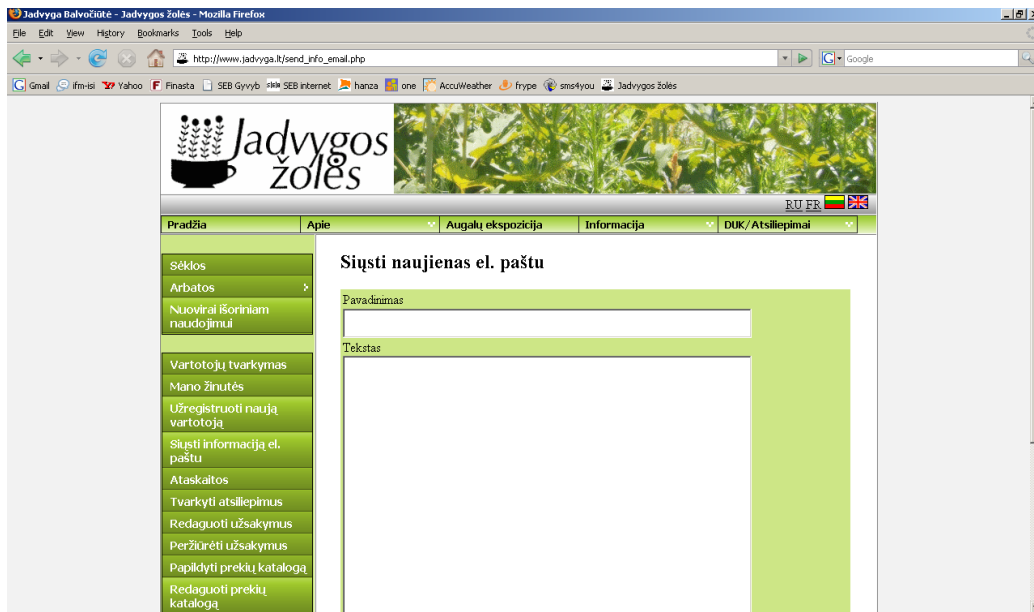 Jadvyga Balvočiūtė - Jadvygos žolės - Mozilla Firefox
File Edit View History Bookmarks Tools Help
http://www.jadvyga.lt/send_info_email.php
Google
Gmail ifm-isi Yahoo Finasta SEB Gyvyb SEB internet hanza one AccuWeather frype sms4you Jadvygos žolės
Jadvygos
žolės
RU FR
Pradžia Apie Augalų ekspozicija Informacija DUK/Atsiliepimai
Sėklos
Arbatos
Nuovirai išoriniam
naudojimui
Siųsti naujienas el. paštu
Pavadinimas
Tekstas
Vartotojų tvarkymas
Mano žinutės
Užregistruoti naują
vartotoją
Siųsti informaciją el.
paštu
Ataskaitos
Tvarkyti atsiliepimus
Redaguoti užsakymus
Peržiūrėti užsakymus
Papildyti prekių katalogą
Redaguoti prekių
katalogą